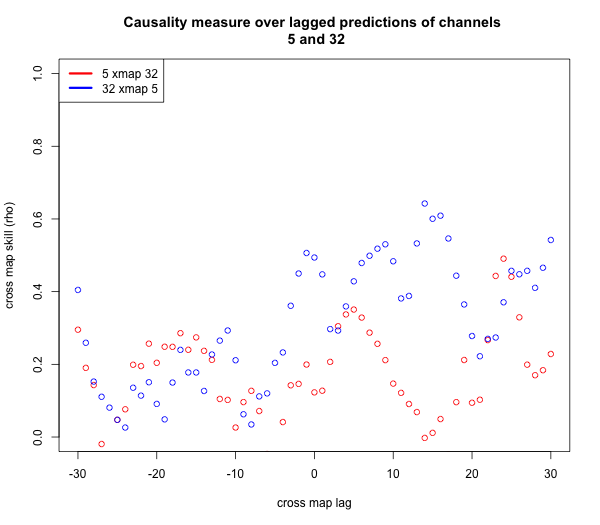 Causality measure over lagged predictions of channels
5 and 32
5 xmap 32
32 xmap 5
cross map skill (rho)
1.0
0.8
0.6
0.4
0.2
0.0
-30
-20
-10
0
10
20
30
cross map lag